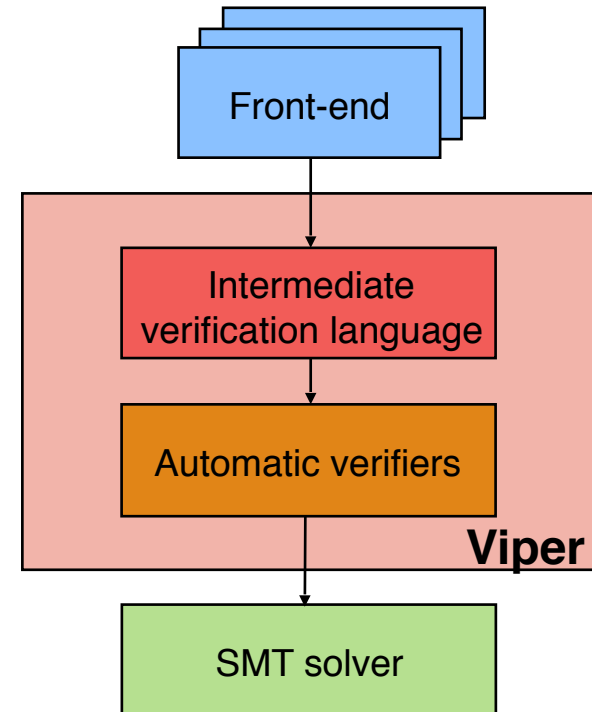 Front-end
Intermediate
verification language
Automatic verifiers
Viper
SMT solver